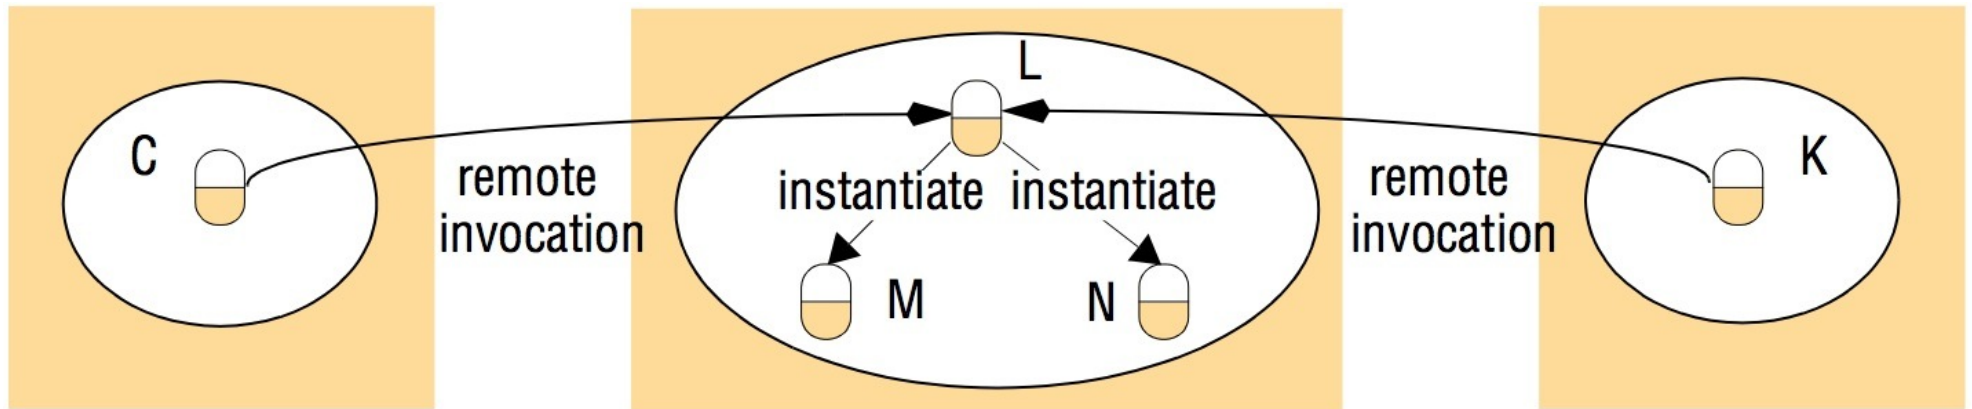 L
C
K
remote
invocation
instantiate instantiate
remote
invocation
M
N